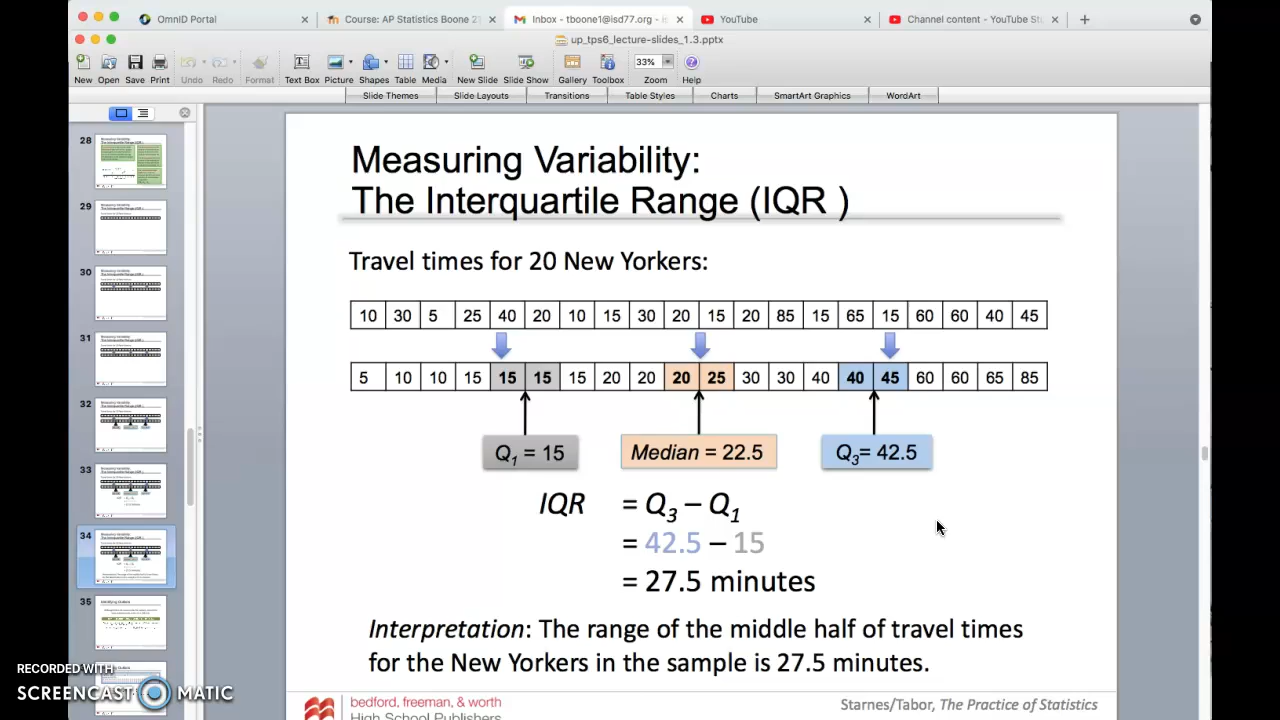 OmniD Portal
Course: AP Statistics Boone 21
Inbox - tboone1@isd77.org - is
YouTube
Channel content - YouTube St
up_tps6_lecture-slides_1.3.pptx
33%
New Open Save Print Undo Redo Format Text Box Picture Shapes Table Media New Slide Slide Show Gallery Toolbox Zoom Help
Slide Themes Slide Layouts Transitions Table Styles Charts SmartArt Graphics WordArt
28
29
30
31
32
33
34
35
Measuring Variability:
The Interquartile Range (IQR )
Travel times for 20 New Yorkers:
10 30 5 25 40 20 10 15 30 20 15 20 85 15 65 15 60 60 40 45
5 10 10 15 15 15 15 20 20 20 25 30 30 40 40 45 60 60 65 85
Q1 = 15
Median = 22.5
Q3= 42.5
IQR = Q3 – Q1
= 42.5 – 15
= 27.5 minutes
Interpretation: The range of the middle half of travel times
for the New Yorkers in the sample is 27.5 minutes.
bedford, freeman, & worth
High School Publishers
Starnes/Tabor, The Practice of Statistics
RECORDED WITH
SCREENCAST MATIC